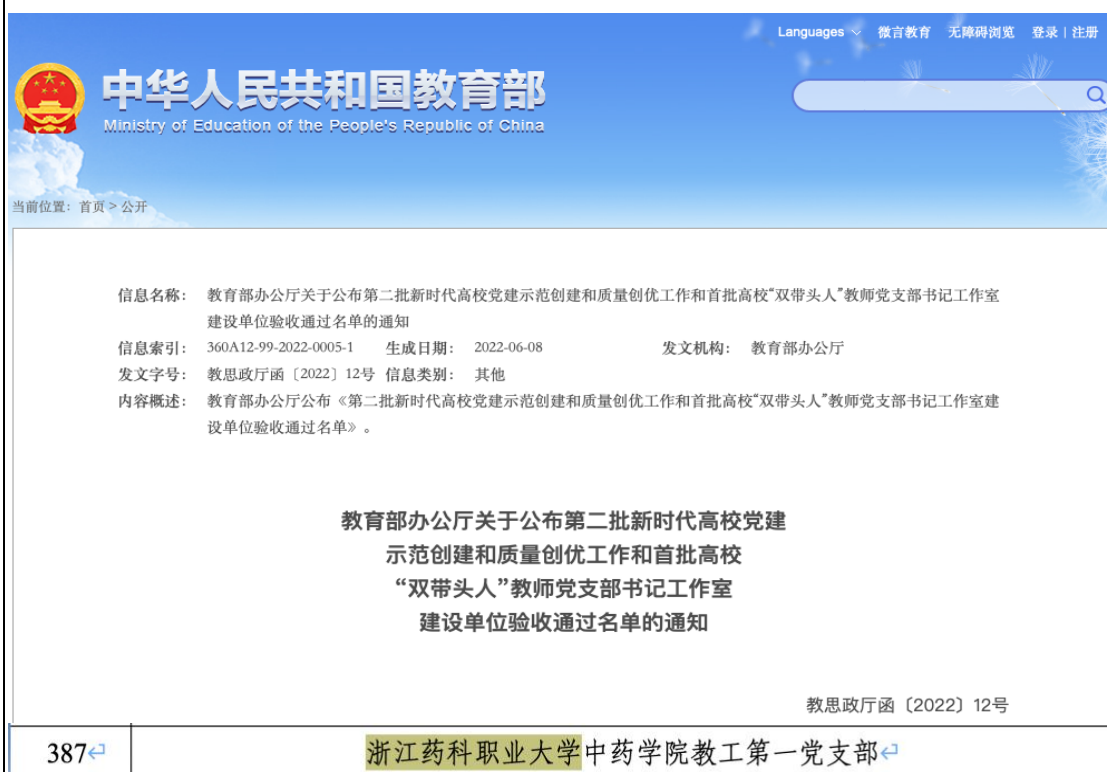 Languages 微言教育 无障碍浏览 登录 | 注册
中华人民共和国教育部
Ministry of Education of the People's Republic of China
当前位置：首页 > 公开
信息名称： 教育部办公厅关于公布第二批新时代高校党建示范创建和质量创优工作和首批高校“双带头人”教师党支部书记工作室
建设单位验收通过名单的通知
信息索引： 360A12-99-2022-0005-1 生成日期： 2022-06-08 发文机构： 教育部办公厅
发文字号： 教思政厅函〔2022〕12号 信息类别： 其他
内容概述： 教育部办公厅公布《第二批新时代高校党建示范创建和质量创优工作和首批高校“双带头人”教师党支部书记工作室建
设单位验收通过名单》。
教育部办公厅关于公布第二批新时代高校党建
示范创建和质量创优工作和首批高校
“双带头人”教师党支部书记工作室
建设单位验收通过名单的通知
教思政厅函〔2022〕12号
387↵ 浙江药科职业大学中药学院教工第一党支部↵